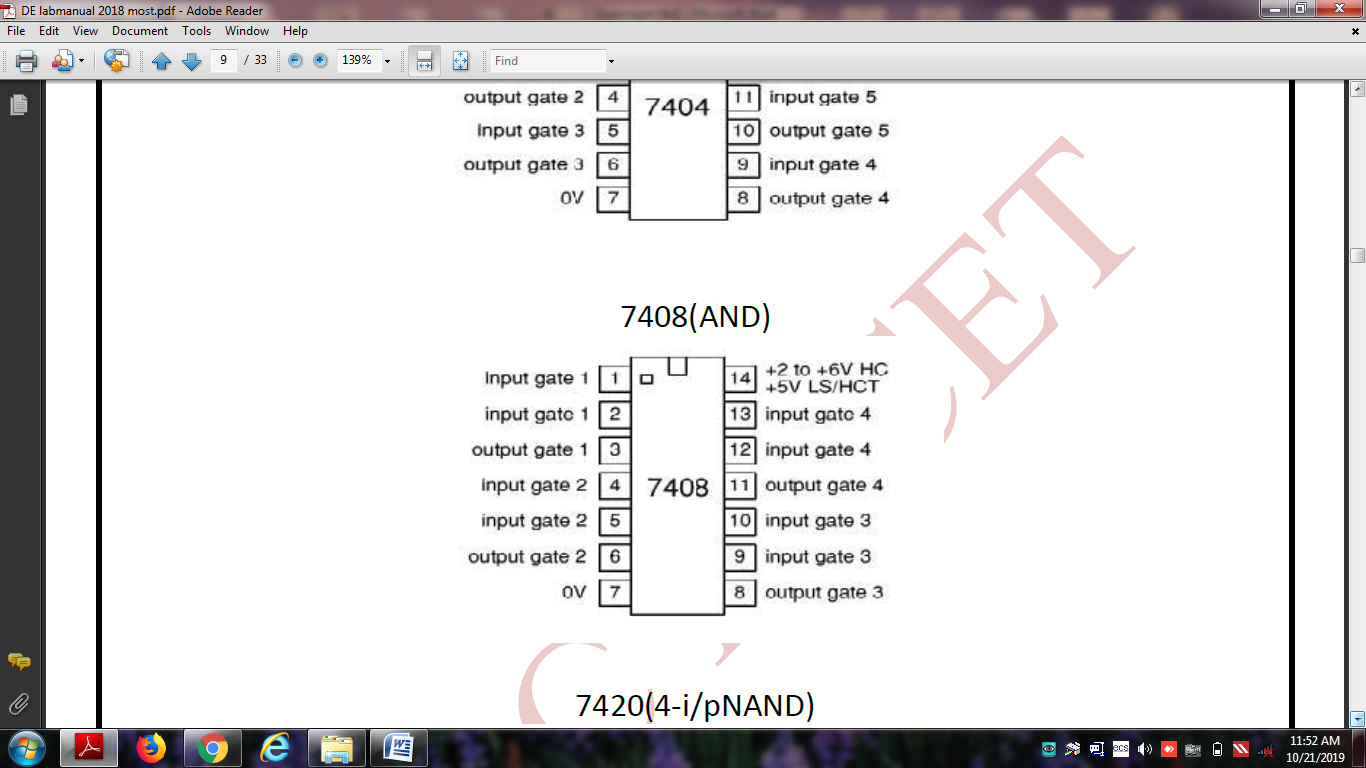 DE labmanual 2018 most.pdf - Adobe Reader
File Edit View Document Tools Window Help
9 / 33 139% Find
output gate 2 4 7404 11 input gate 5
input gate 3 5 10 output gate 5
output gate 3 6 9 input gate 4
0V 7 8 output gate 4
7408(AND)
input gate 1 1 14 +2 to +6V HC
+5V LS/HCT
input gate 1 2 13 input gate 4
output gate 1 3 12 input gate 4
input gate 2 4 7408 11 output gate 4
input gate 2 5 10 input gate 3
output gate 2 6 9 input gate 3
0V 7 8 output gate 3
7420(4-i/pNAND)
CET
11:52 AM
10/21/2019